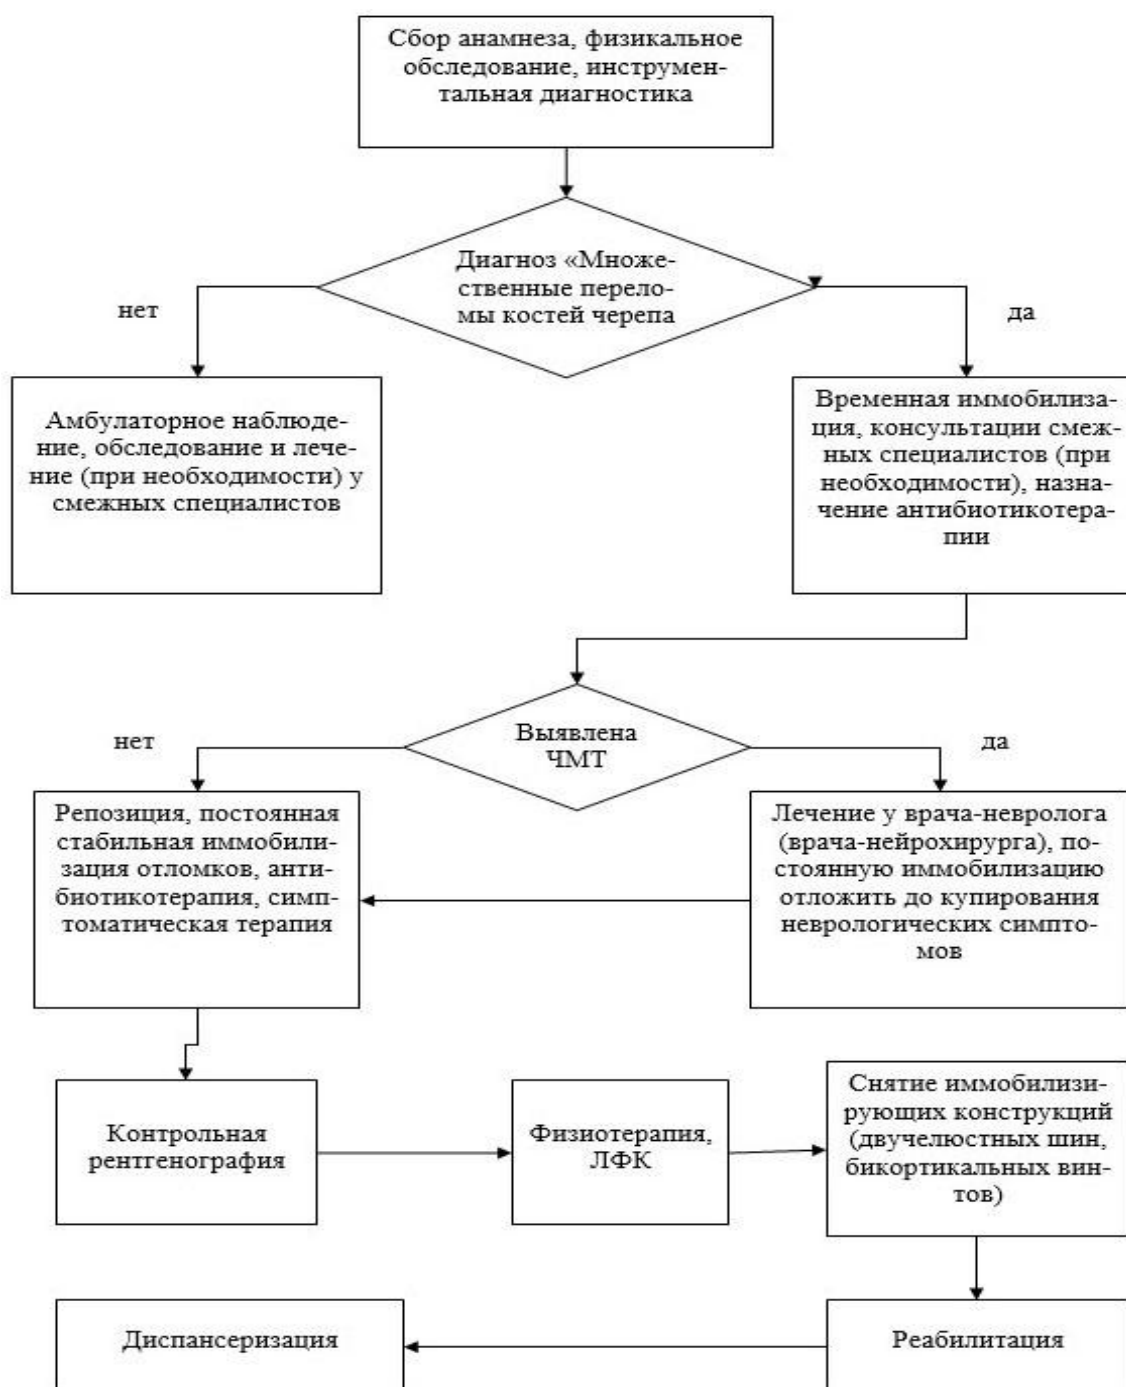 Сбор анамнеза, физикальное
обследование, инструмен-
тальная диагностика
Диагноз «Множе-
ственные перело-
мы костей черепа
нет
да
Амбулаторное наблюде-
ние, обследование и лече-
ние (при необходимости) у
смежных специалистов
Временная иммобилиза-
ция, консультации смеж-
ных специалистов (при
необходимости), назна-
чение антибиотикотера-
пии
Выявлена
ЧМТ
нет
да
Репозиция, постоянная
стабильная иммобили-
зация отломков, анти-
биотикотерапия, симп-
томатическая терапия
Лечение у врача-невролога
(врача-нейрохирурга), по-
стоянную иммобилизацию
отложить до купирования
неврологических симпто-
мов
Контрольная
рентгенография
Физиотерапия,
ЛФК
Снятие иммобилизи-
рующих конструкций
(двучелюстных шин,
бикортикальных вин-
тов)
Диспансеризация
Реабилитация